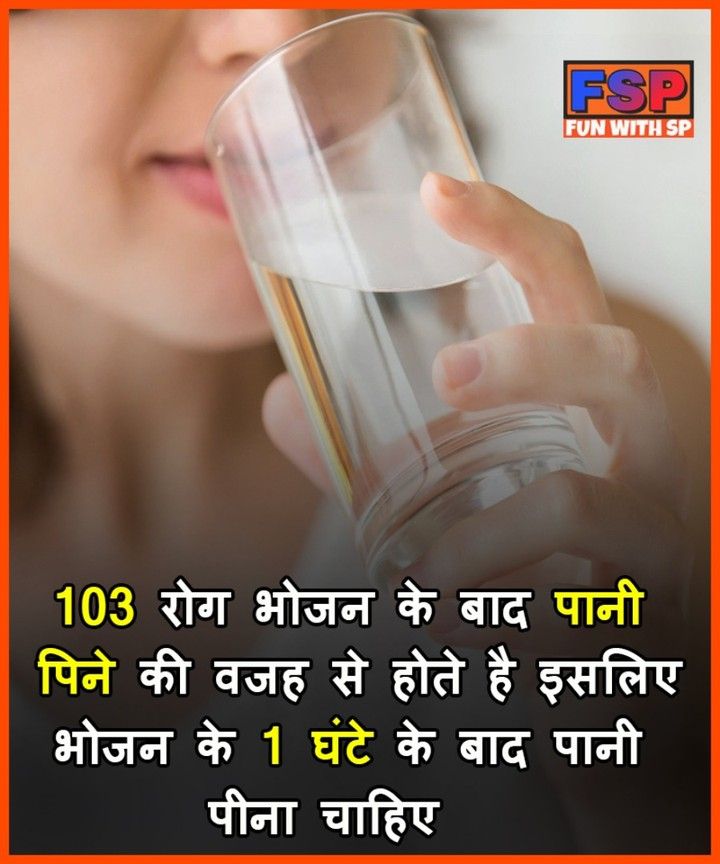 FSP
FUN WITH SP
103 रोग भोजन के बाद पानी
पिने की वजह से होते है इसलिए
भोजन के 1 घंटे के बाद पानी
पीना चाहिए